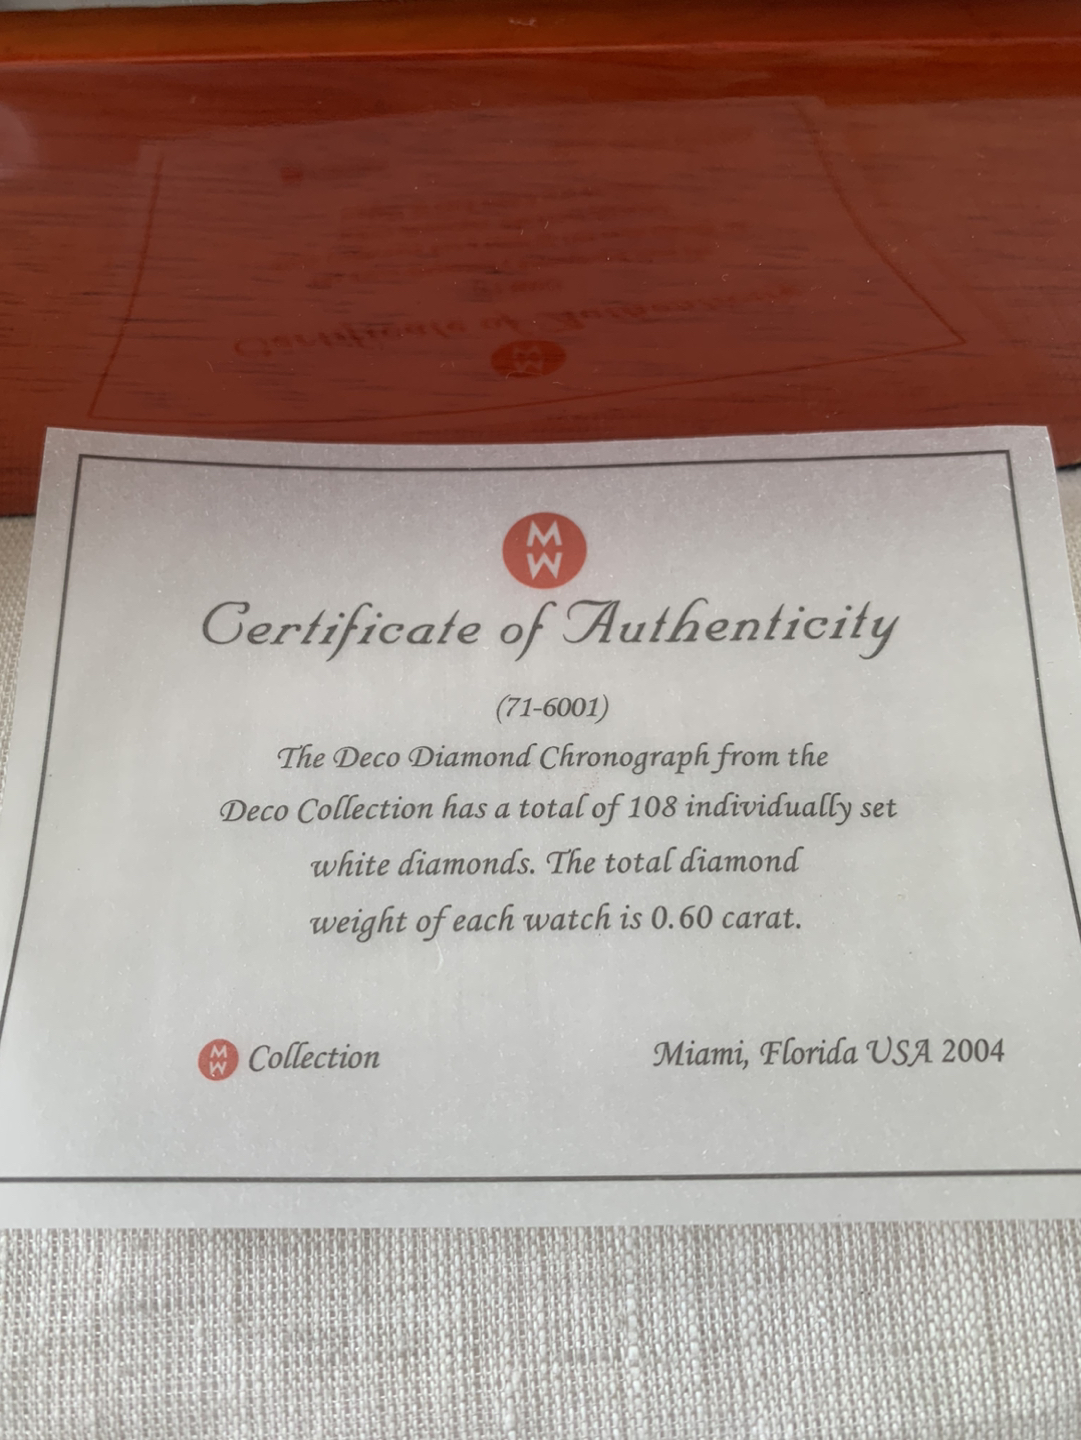 MW
Certificate of Authenticity
(71-6001)
The Deco Diamond Chronograph from the
Deco Collection has a total of 108 individually set
white diamonds. The total diamond
weight of each watch is 0.60 carat.
MW Collection
Miami, Florida USA 2004